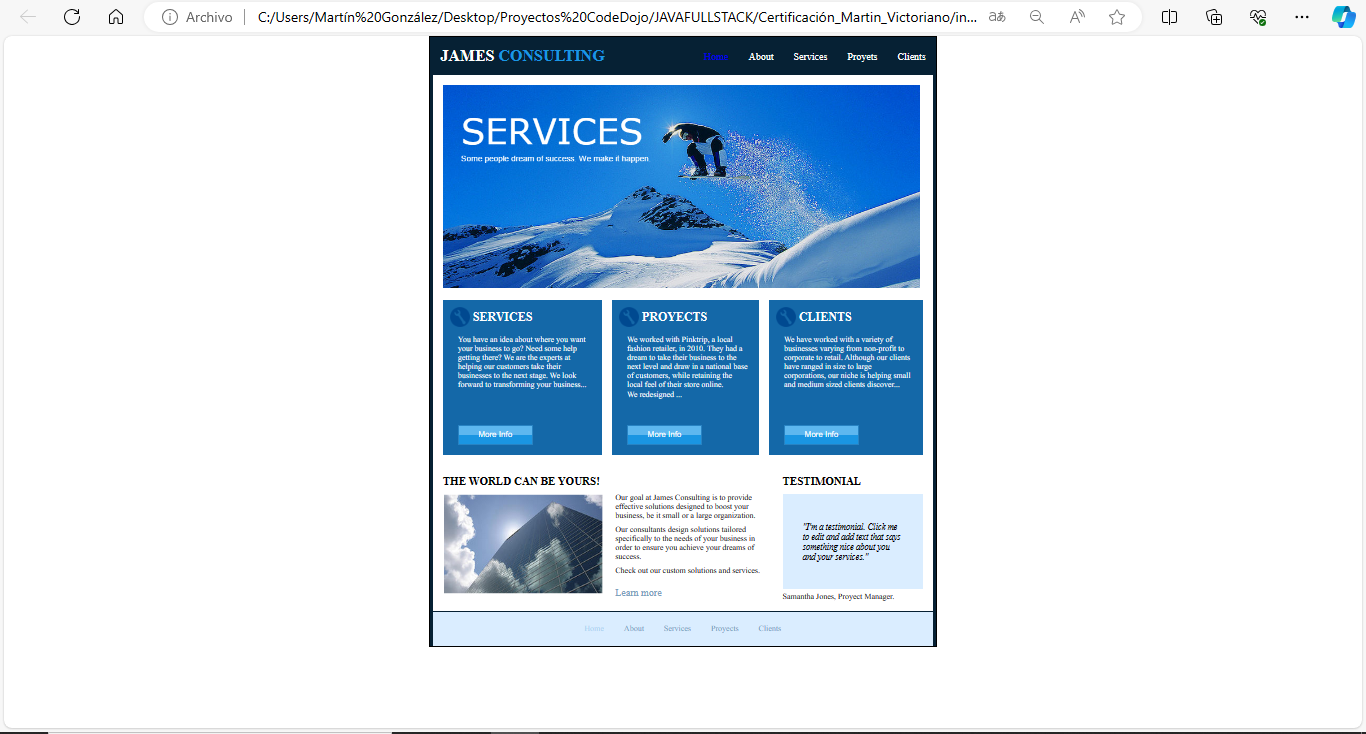 Archivo
C:/Users/Martín%20González/Desktop/Proyectos%20CodeDojo/JAVAFULLSTACK/Certificación_Martin_Victoriano/in...
JAMES CONSULTING
Home About Services Proyets Clients
SERVICES
Some people dream of success. We make it happen
SERVICES
You have an idea about where you want
your business to go? Need some help
getting there? We are the experts at
helping our customers take their
businesses to the next stage. We look
forward to transforming your business...
More Info
PROYECTS
We worked with Pinktrip, a local
fashion retailer, in 2010. They had a
dream to take their business to the
next level and draw in a national base
of customers, while retaining the
local feel of their store online.
We redesigned ...
More Info
CLIENTS
We have worked with a variety of
businesses varying from non-profit to
corporate to retail. Although our clients
have ranged in size to large
corporations, our niche is helping small
and medium sized clients discover...
More Info
THE WORLD CAN BE YOURS!
Our goal at James Consulting is to provide
effective solutions designed to boost your
business, be it small or a large organization.
Our consultants design solutions tailored
specifically to the needs of your business in
order to ensure you achieve your dreams of
success.
Check out our custom solutions and services.
Learn more
TESTIMONIAL
"I'm a testimonial. Click me
to edit and add text that says
something nice about you
and your services."
Samantha Jones, Proyect Manager.
Home About Services Proyects Clients